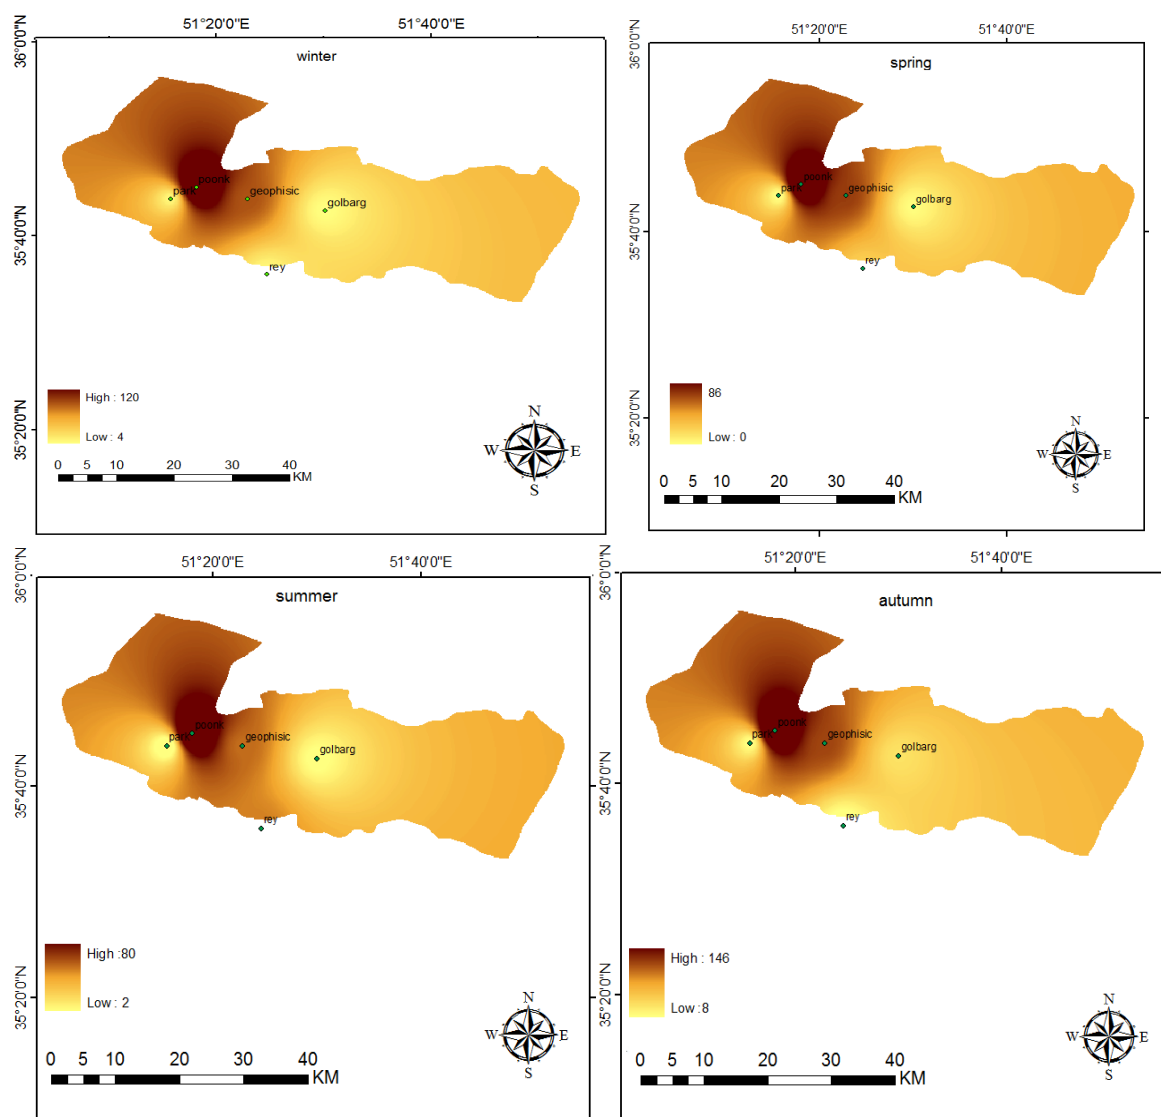 51°20'0"E 51°40'0"E
36°0'0"N
winter
poonk
park
geophisic
golbarg
35°40'0"N
rey
High : 120
Low : 4
35°20'0"N
0 5 10 20 30 40
KM
N
W E
S
51°20'0"E 51°40'0"E
36°0'0"N
spring
poonk
park
geophisic
golbarg
35°40'0"N
rey
86
Low : 0
35°20'0"N
0 5 10 20 30 40
KM
N
W E
S
51°20'0"E 51°40'0"E
36°0'0"N
summer
poonk
park
geophisic
golbarg
35°40'0"N
rey
High :80
Low : 2
35°20'0"N
0 5 10 20 30 40
KM
N
W E
S
51°20'0"E 51°40'0"E
36°0'0"N
autumn
poonk
park
geophisic
golbarg
35°40'0"N
rey
High : 146
Low :8
35°20'0"N
0 5 10 20 30 40
KM
N
W E
S